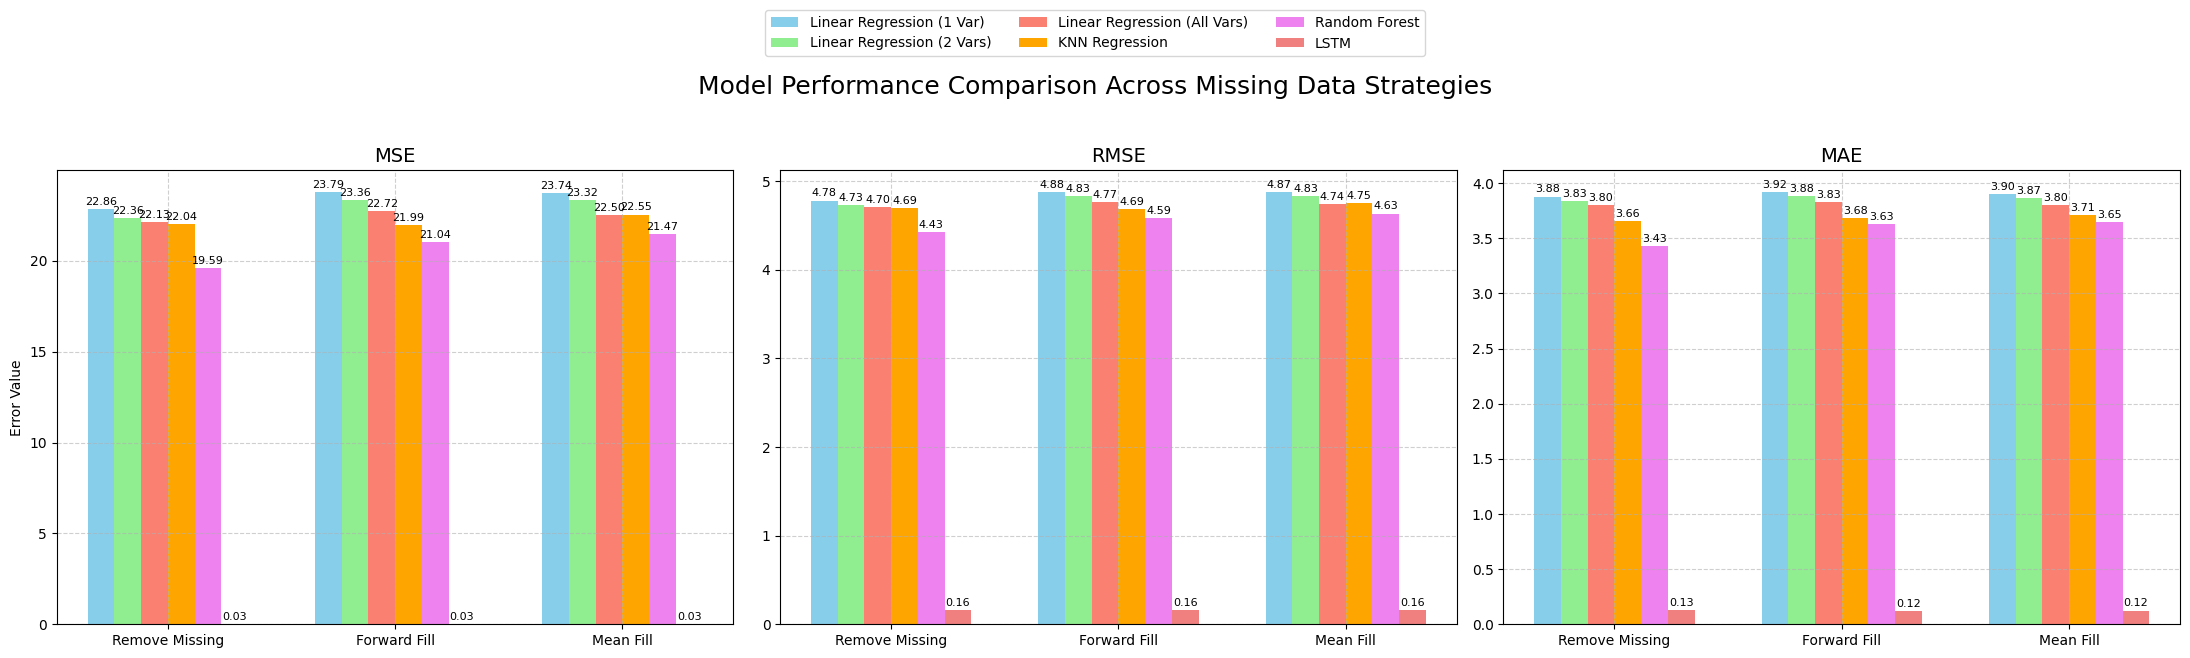 Linear Regression (1 Var) Linear Regression (All Vars) Random Forest
Linear Regression (2 Vars) KNN Regression LSTM
Model Performance Comparison Across Missing Data Strategies
MSE
Error Value
20
15
10
5
0
22.86 22.36 22.13 22.04 19.59 0.03
23.79 23.36 22.72 21.99 21.04 0.03
23.74 23.32 22.50 22.55 21.47 0.03
Remove Missing Forward Fill Mean Fill
RMSE
5
4
3
2
1
0
4.78 4.73 4.70 4.69 4.43 0.16
4.88 4.83 4.77 4.69 4.59 0.16
4.87 4.83 4.74 4.75 4.63 0.16
Remove Missing Forward Fill Mean Fill
MAE
4.0
3.5
3.0
2.5
2.0
1.5
1.0
0.5
0.0
3.88 3.83 3.80 3.66 3.43 0.13
3.92 3.88 3.83 3.68 3.63 0.12
3.90 3.87 3.80 3.71 3.65 0.12
Remove Missing Forward Fill Mean Fill